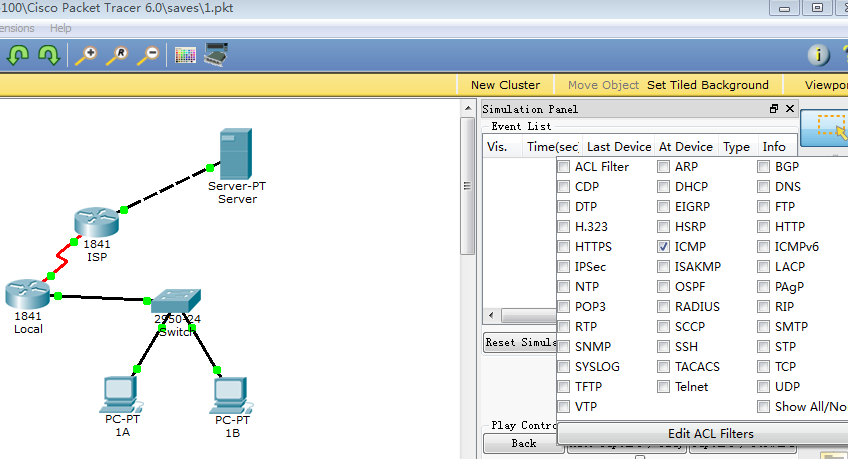 -100\Cisco Packet Tracer 6.0\saves\1.pkt
ensions Help
i ?
New Cluster Move Object Set Tiled Background Viewpor
Simulation Panel
Event List
Vis. Time(sec Last Device At Device Type Info
ACL Filter ARP BGP
CDP DHCP DNS
DTP EIGRP FTP
H.323 HSRP HTTP
HTTPS ICMP ICMPv6
IPSec ISAKMP LACP
NTP OSPF PAgP
POP3 RADIUS RIP
RTP SCCP SMTP
SNMP SSH STP
SYSLOG TACACS TCP
TFTP Telnet UDP
VTP Show All/No
Edit ACL Filters
Reset Simula
Play Contro
Back
Server-PT
Server
1841
ISP
1841
Local
2950-24
Switch
PC-PT
1A
PC-PT
1B